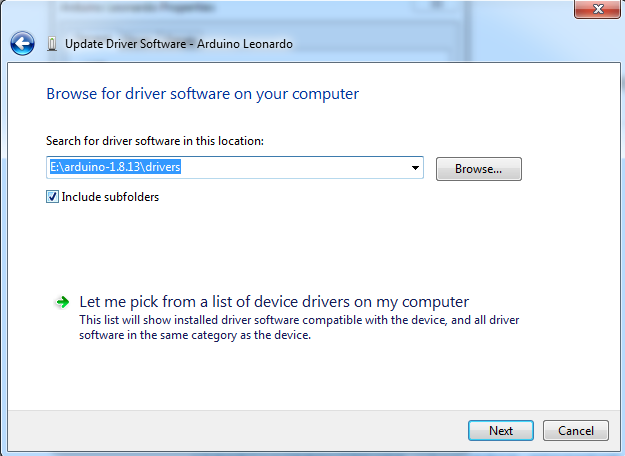 Arduino Leonardo Properties
Update Driver Software - Arduino Leonardo
Browse for driver software on your computer
Search for driver software in this location:
E:\arduino-1.8.13\drivers
Browse...
Include subfolders
Let me pick from a list of device drivers on my computer
This list will show installed driver software compatible with the device, and all driver
software in the same category as the device.
Next
Cancel